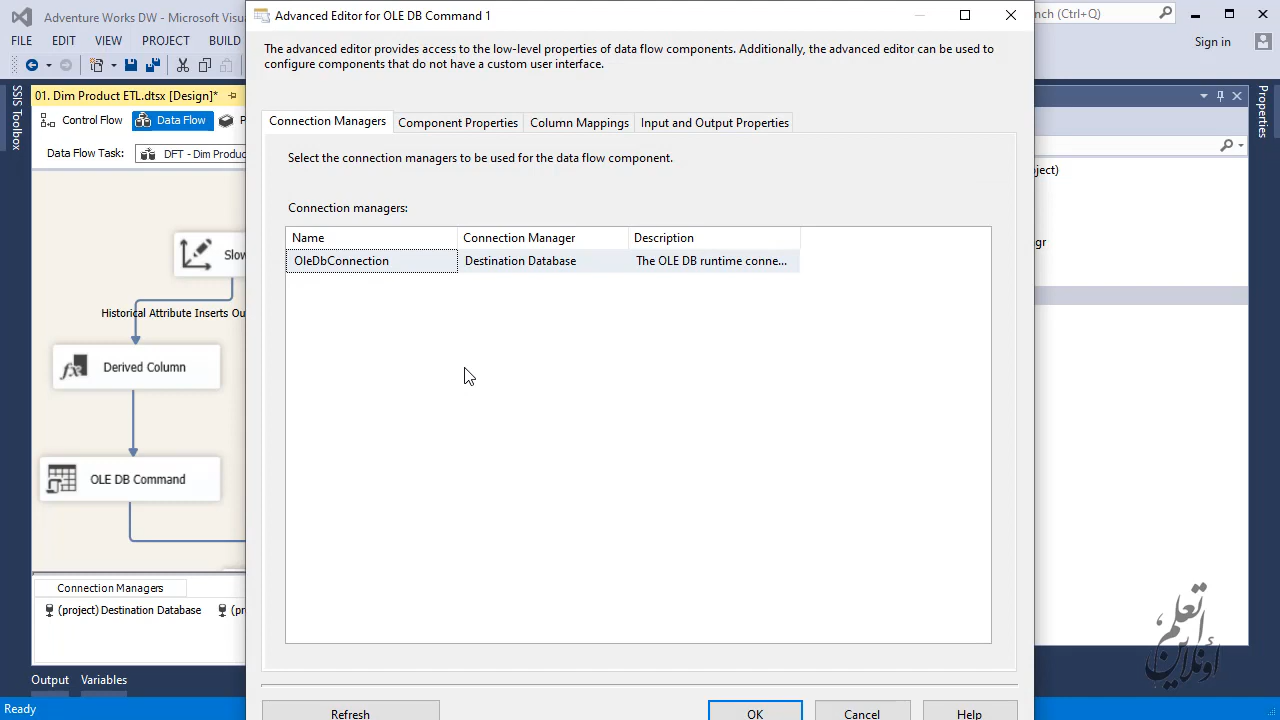 Adventure Works DW - Microsoft Visu
Advanced Editor for OLE DB Command 1
nch (Ctrl+Q)
FILE EDIT VIEW PROJECT BUILD
Sign in
The advanced editor provides access to the low-level properties of data flow components. Additionally, the advanced editor can be used to
configure components that do not have a custom user interface.
SSIS Toolbox
01. Dim Product ETL.dtsx [Design]*
Properties
Control Flow Data Flow P
Connection Managers Component Properties Column Mappings Input and Output Properties
Data Flow Task: DFT - Dim Produc
Select the connection managers to be used for the data flow component.
ject)
Connection managers:
Name Connection Manager Description
gr
OleDbConnection Destination Database The OLE DB runtime conne...
Slow
Historical Attribute Inserts Ou
Derived Column
OLE DB Command
Connection Managers
(project) Destination Database (pr
Output Variables
Ready
Refresh OK Cancel Help
اتعلم
أونلاين